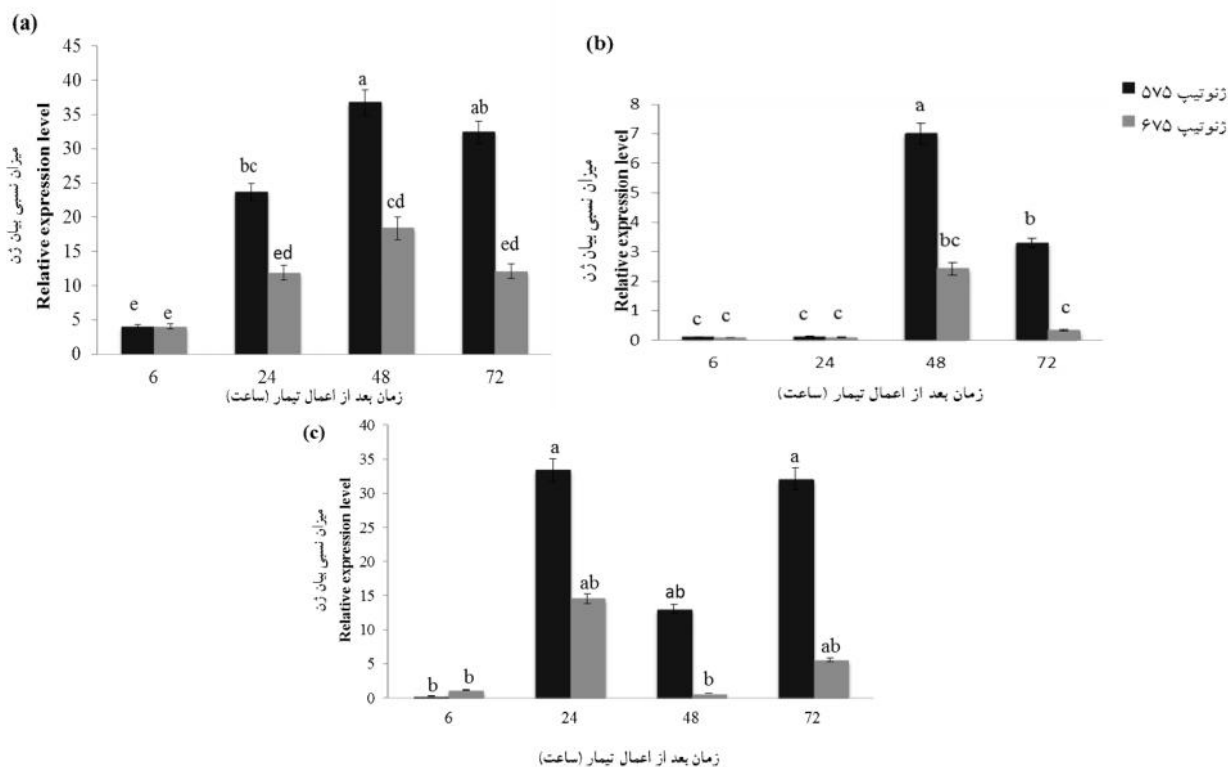 (a)
45
40
35
30
25
20
15
10
5
0
میزان نسبی بیان ژن
Relative expression level
e e
bc ed
a cd
ab ed
6 24 48 72
زمان بعد از اعمال تیمار (ساعت)
(b)
8
7
6
5
4
3
2
1
0
میزان نسبی بیان ژن
Relative expression level
c c
c c
a bc
b c
6 24 48 72
زمان بعد از اعمال تیمار (ساعت)
ژنوتیپ ۵۷۵
ژنوتیپ ۶۷۵
(c)
40
35
30
25
20
15
10
5
0
میزان نسبی بیان ژن
Relative expression level
b b
a ab
ab b
a ab
6 24 48 72
زمان بعد از اعمال تیمار (ساعت)